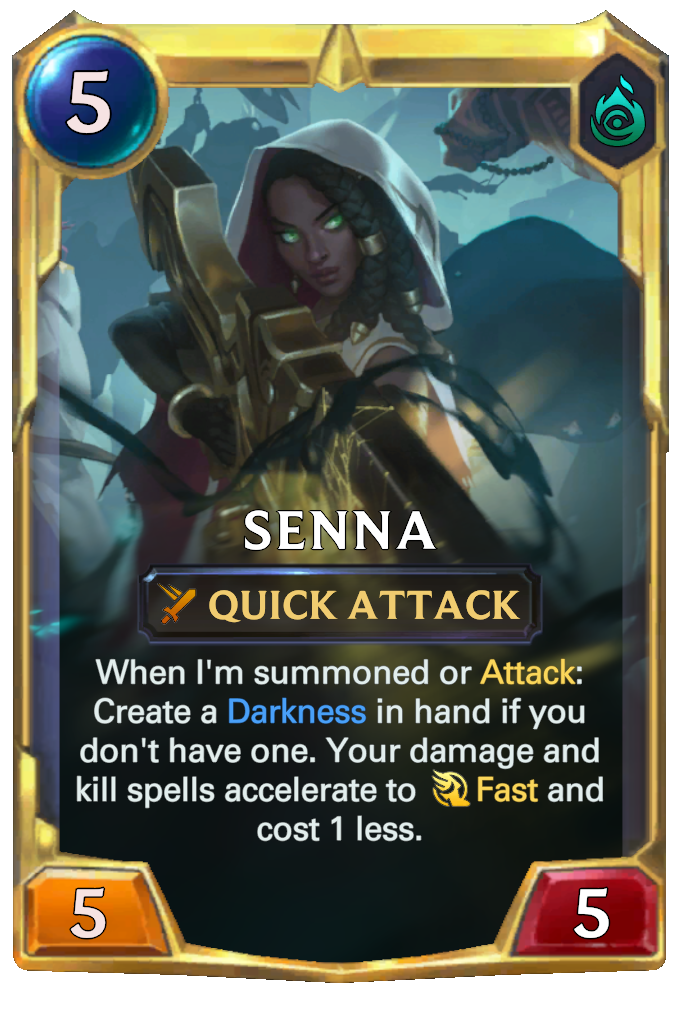 5
SENNA
QUICK ATTACK
When I'm summoned or Attack:
Create a Darkness in hand if you
don't have one. Your damage and
kill spells accelerate to Fast and
cost 1 less.
5
5